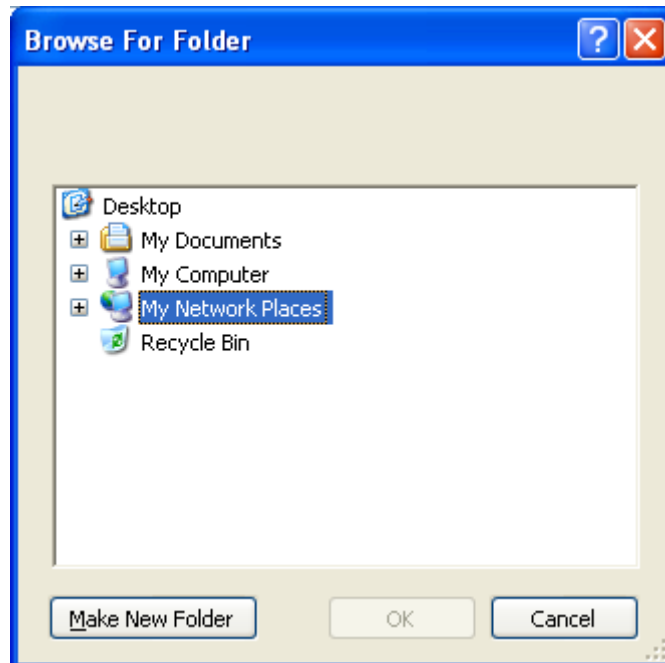 Browse For Folder
Desktop
My Documents
My Computer
My Network Places
Recycle Bin
Make New Folder OK Cancel